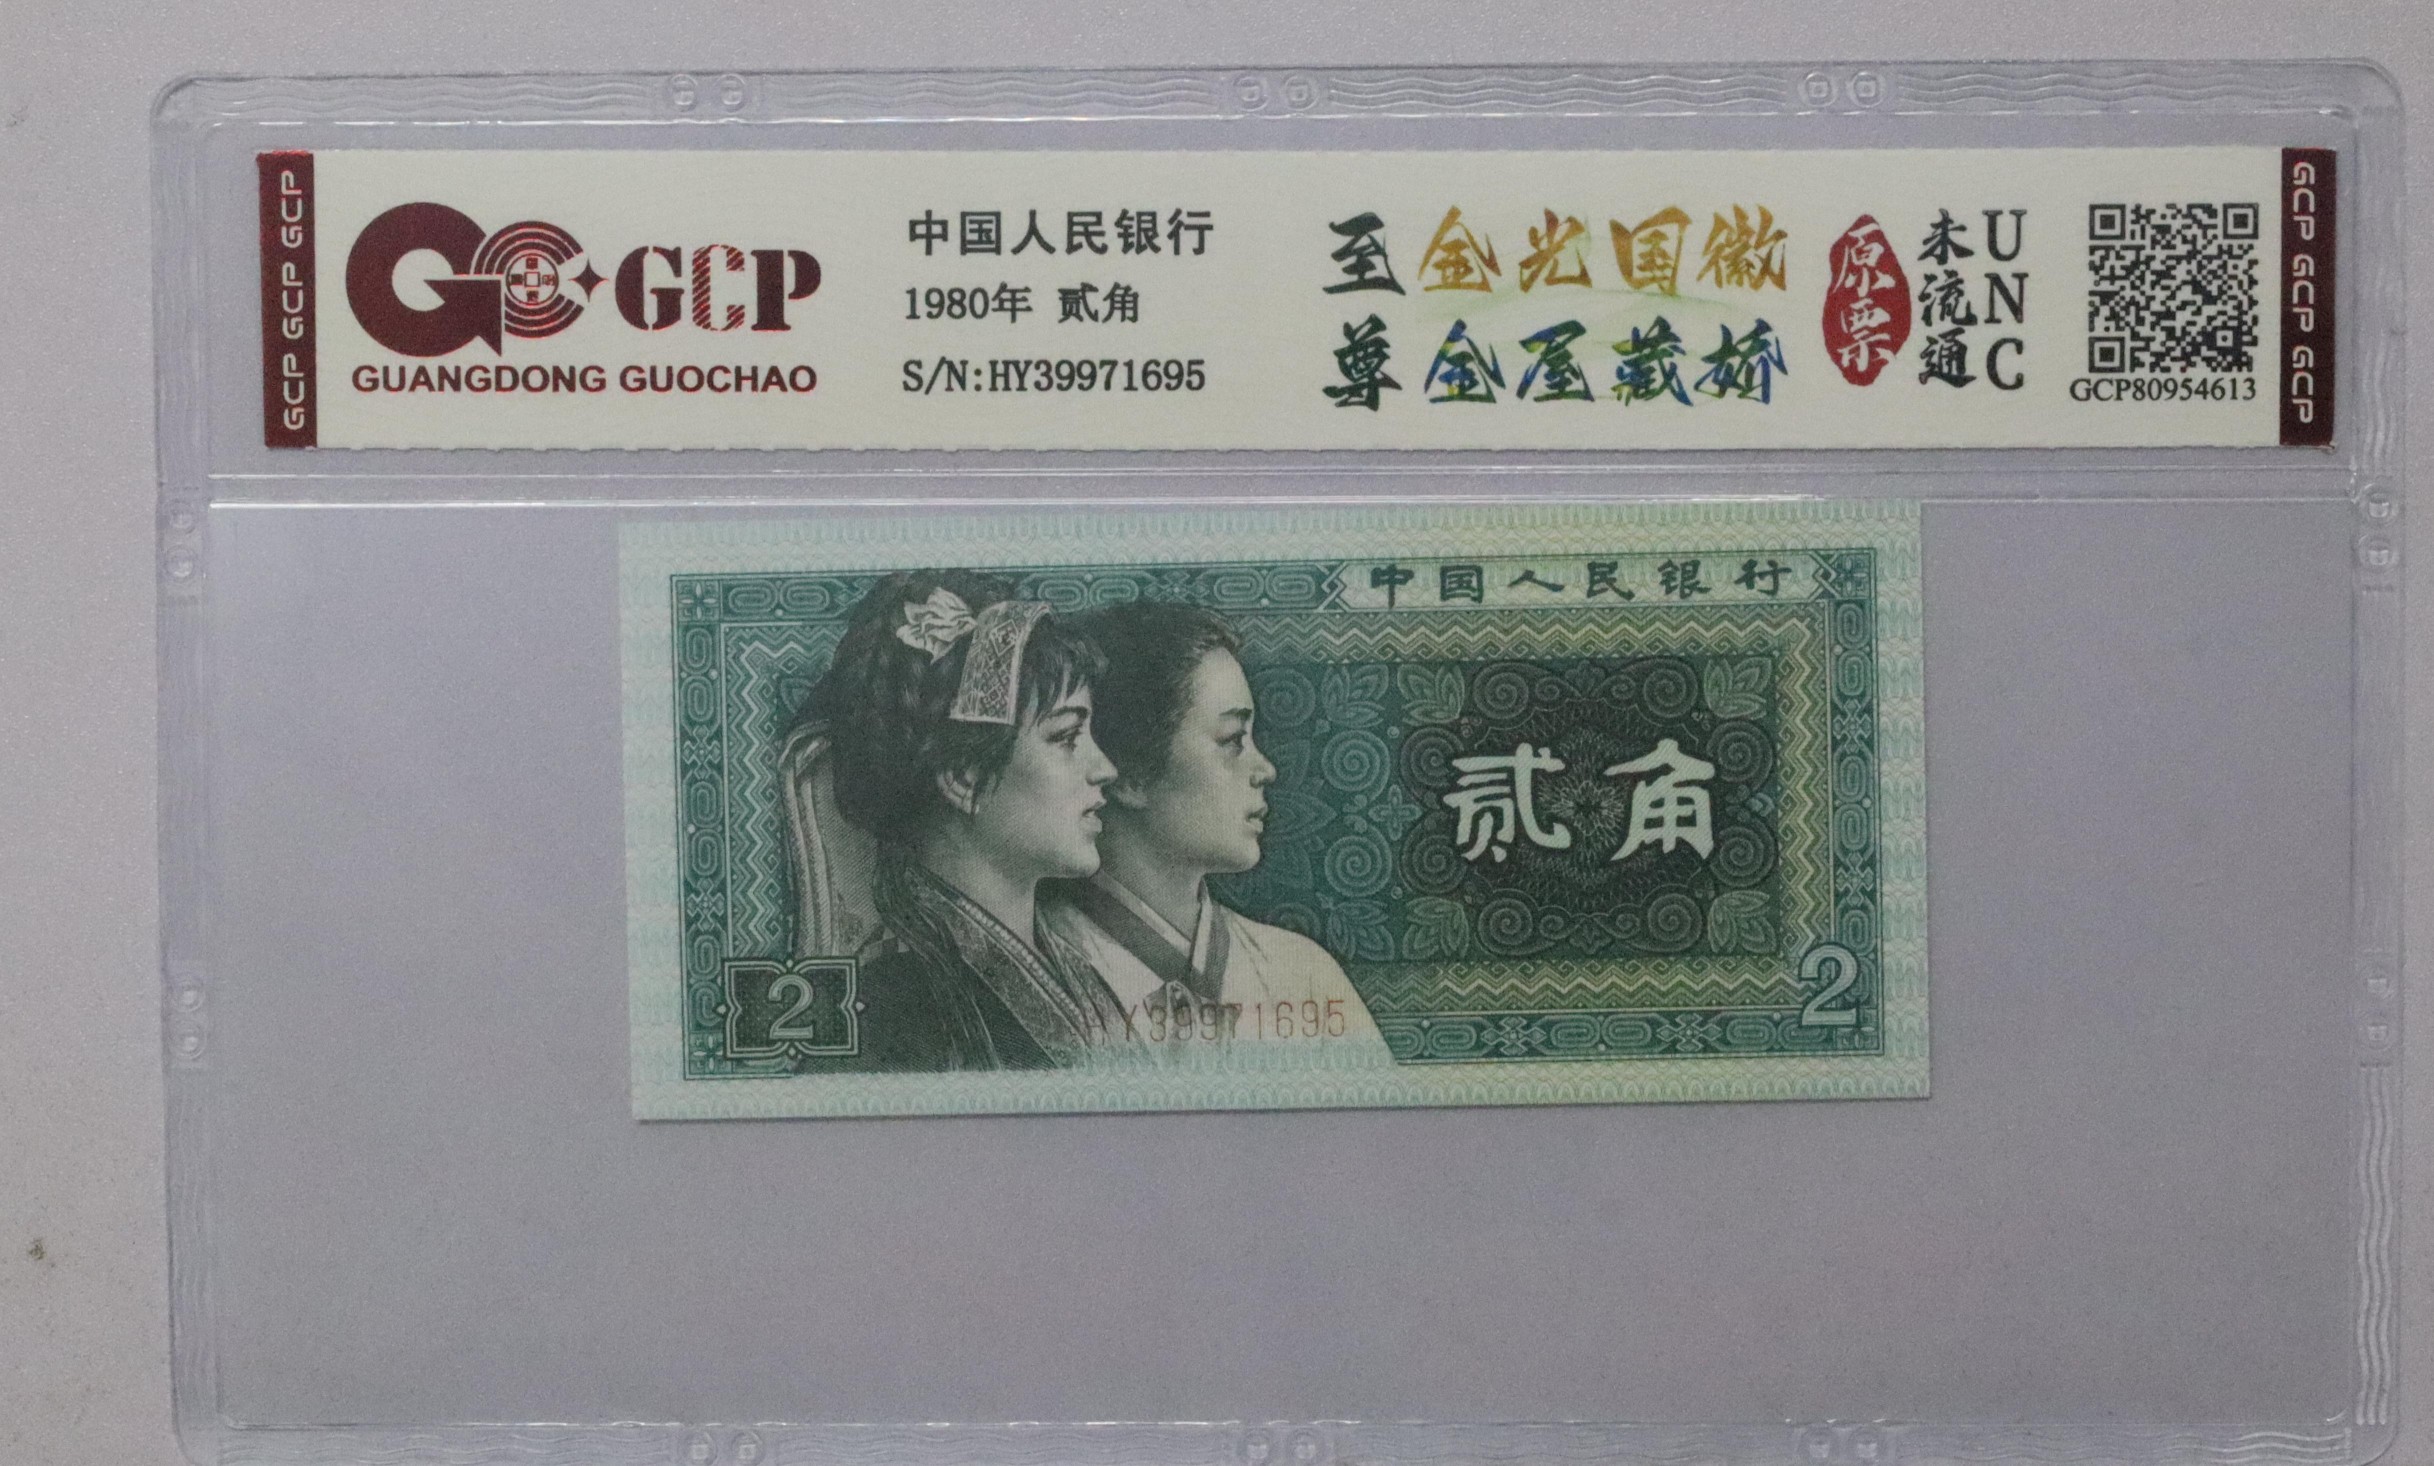 GCP GCP GCP
GCP
GUANGDONG GUOCHAO
中国人民银行
1980年 贰角
S/N:HY39971695
至尊
金光国徽
金屋藏娇
原票
未流通
UNC
GCP80954613
GCP GCP GCP
中国人民银行
贰角
2
2
HY39971695